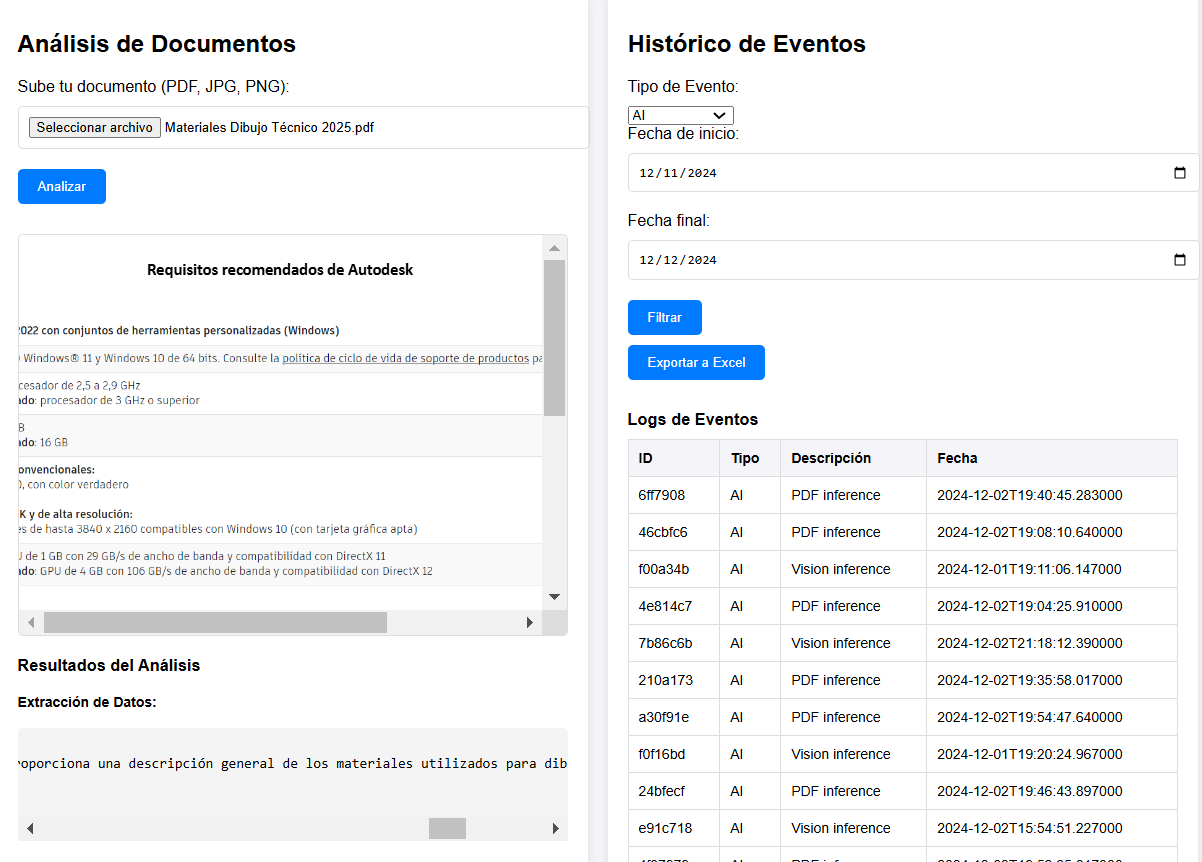 Análisis de Documentos
Sube tu documento (PDF, JPG, PNG):
Seleccionar archivo Materiales Dibujo Técnico 2025.pdf
Analizar
Requisitos recomendados de Autodesk
2022 con conjuntos de herramientas personalizadas (Windows)
Windows® 11 y Windows 10 de 64 bits. Consulte la política de ciclo de vida de soporte de productos
de 2,5 a 2,9 GHz
: procesador de 3 GHz o superior
: 16 GB
con color verdadero
K y de alta resolución:
de hasta 3840 x 2160 compatibles con Windows 10 (con tarjeta gráfica apta)
de 1 GB con 29 GB/s de ancho de banda y compatibilidad con DirectX 11
: GPU de 4 GB con 106 GB/s de ancho de banda y compatibilidad con DirectX 12
Resultados del Análisis
Extracción de Datos:
roporciona una descripción general de los materiales utilizados para dib
Histórico de Eventos
Tipo de Evento:
AI
Fecha de inicio:
12/11/2024
Fecha final:
12/12/2024
Filtrar
Exportar a Excel
Logs de Eventos
ID Tipo Descripción Fecha
6ff7908 AI PDF inference 2024-12-02T19:40:45.283000
46cbfc6 AI PDF inference 2024-12-02T19:08:10.640000
f00a34b AI Vision inference 2024-12-01T19:11:06.147000
4e814c7 AI PDF inference 2024-12-02T19:04:25.910000
7b86c6b AI Vision inference 2024-12-02T21:18:12.390000
210a173 AI PDF inference 2024-12-02T19:35:58.017000
a30f91e AI PDF inference 2024-12-02T19:54:47.640000
f0f16bd AI Vision inference 2024-12-01T19:20:24.967000
24bfecf AI PDF inference 2024-12-02T19:46:43.897000
e91c718 AI Vision inference 2024-12-02T15:54:51.227000